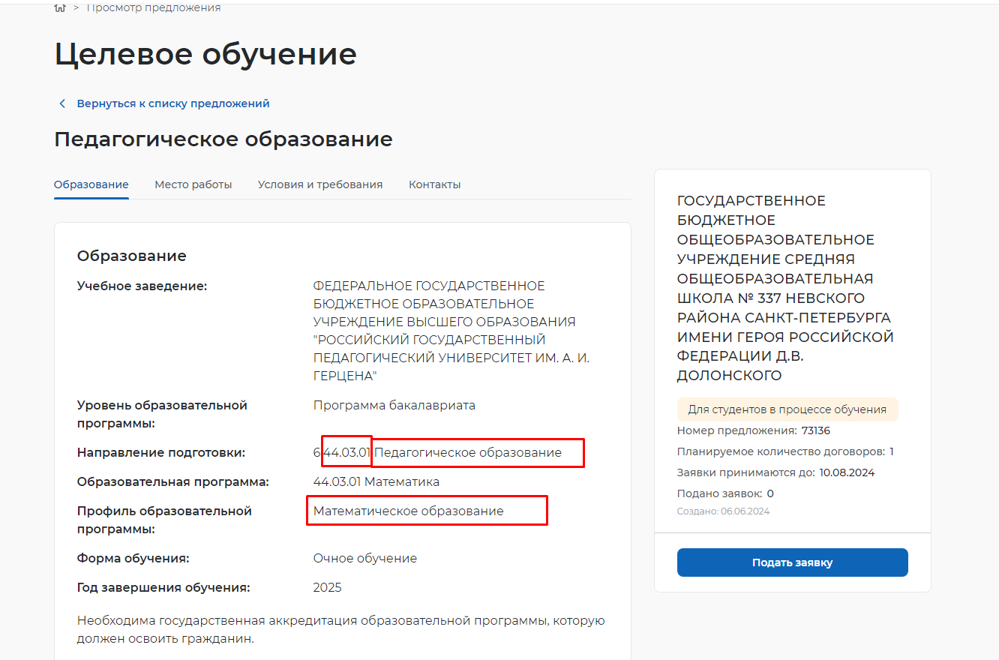 > Просмотр предложения
Целевое обучение
Вернуться к списку предложений
Педагогическое образование
Образование Место работы Условия и требования Контакты
Образование
Учебное заведение: ФЕДЕРАЛЬНОЕ ГОСУДАРСТВЕННОЕ
БЮДЖЕТНОЕ ОБРАЗОВАТЕЛЬНОЕ
УЧРЕЖДЕНИЕ ВЫСШЕГО ОБРАЗОВАНИЯ
"РОССИЙСКИЙ ГОСУДАРСТВЕННЫЙ
ПЕДАГОГИЧЕСКИЙ УНИВЕРСИТЕТ ИМ. А. И.
ГЕРЦЕНА"
Уровень образовательной Программа бакалавриата
программы:
Направление подготовки: 6.44.03.01 Педагогическое образование
Образовательная программа: 44.03.01 Математика
Профиль образовательной Математическое образование
программы:
Форма обучения: Очное обучение
Год завершения обучения: 2025
Необходима государственная аккредитация образовательной программы, которую
должен освоить гражданин.
ГОСУДАРСТВЕННОЕ
БЮДЖЕТНОЕ
ОБЩЕОБРАЗОВАТЕЛЬНОЕ
УЧРЕЖДЕНИЕ СРЕДНЯЯ
ОБЩЕОБРАЗОВАТЕЛЬНАЯ
ШКОЛА № 337 НЕВСКОГО
РАЙОНА САНКТ-ПЕТЕРБУРГА
ИМЕНИ ГЕРОЯ РОССИЙСКОЙ
ФЕДЕРАЦИИ Д.В.
ДОЛОНСКОГО
Для студентов в процессе обучения
Номер предложения: 73136
Планируемое количество договоров: 1
Заявки принимаются до: 10.08.2024
Подано заявок: 0
Создано: 06.06.2024
Подать заявку